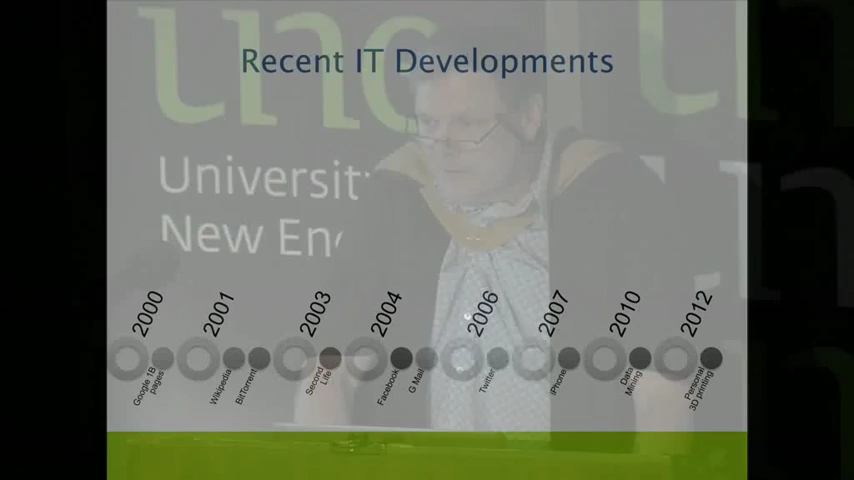 une
Recent IT Developments
Universit
New En
2000
2001
2003
2004
2006
2007
2010
2012
Google 1B
pages
Wikipedia
BitTorrent
Second
Life
Facebook
G Mail
Twitter
iPhone
Data
Mining
Personal
3D printing